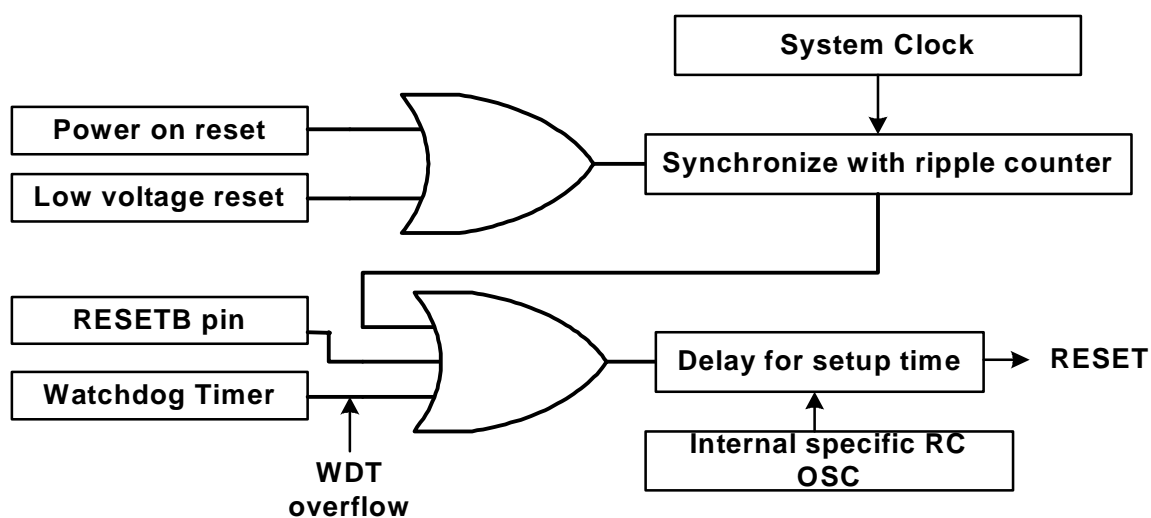 System Clock
Power on reset
Synchronize with ripple counter
Low voltage reset
RESETB pin
Delay for setup time
RESET
Watchdog Timer
Internal specific RC
OSC
WDT
overflow